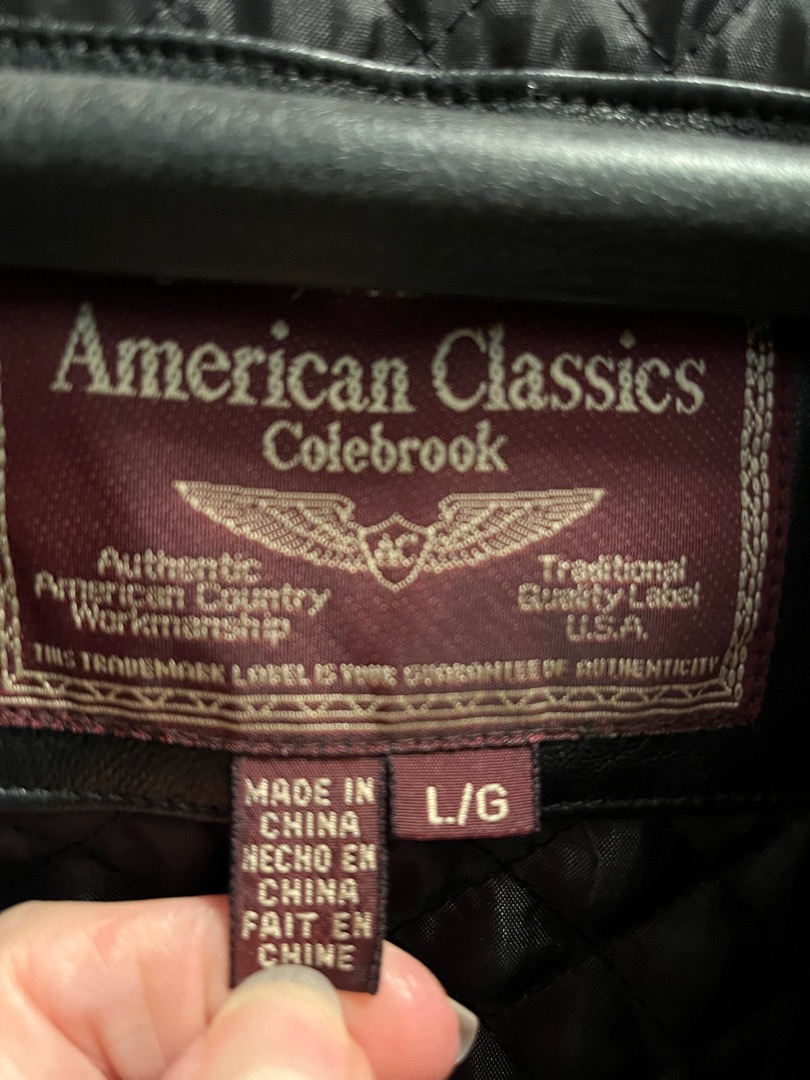 American Classics
Colebrook
AC
Authentic
American Country
Workmanship
Traditional
Quality Label
U.S.A.
THIS TRADEMARK LABEL IS YOUR GUARANTEE OF AUTHENTICITY
MADE IN
CHINA
HECHO EN
CHINA
FAIT EN
CHINE
L/G